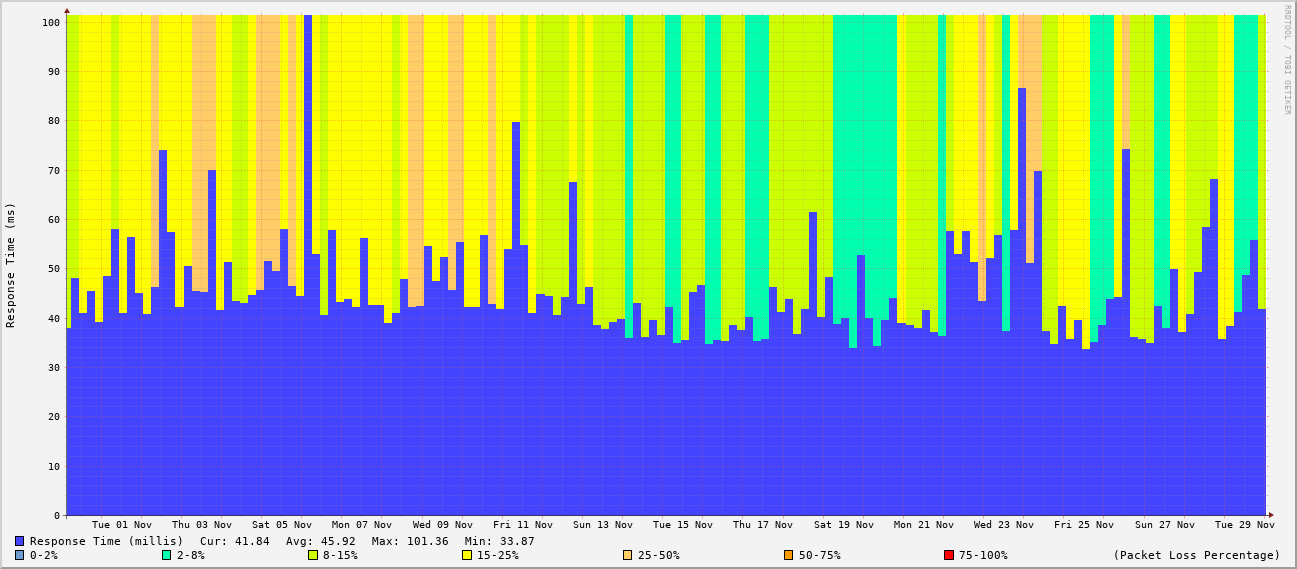 RRDTOOL / TOBI OETIKER
Response Time (ms)
100
90
80
70
60
50
40
30
20
10
0
Tue 01 Nov Thu 03 Nov Sat 05 Nov Mon 07 Nov Wed 09 Nov Fri 11 Nov Sun 13 Nov Tue 15 Nov Thu 17 Nov Sat 19 Nov Mon 21 Nov Wed 23 Nov Fri 25 Nov Sun 27 Nov Tue 29 Nov
Response Time (millis) Cur: 41.84 Avg: 45.92 Max: 101.36 Min: 33.87
0-2% 2-8% 8-15% 15-25% 25-50% 50-75% 75-100% (Packet Loss Percentage)